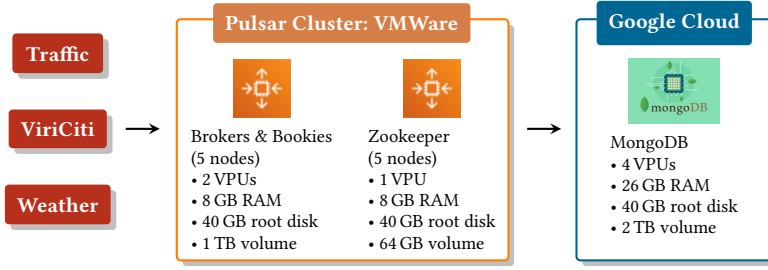 Traffic
ViriCiti
Weather
Pulsar Cluster: VMWare
Brokers & Bookies
(5 nodes)
• 2 VPUs
• 8 GB RAM
• 40 GB root disk
• 1 TB volume
Zookeeper
(5 nodes)
• 1 VPU
• 8 GB RAM
• 40 GB root disk
• 64 GB volume
Google Cloud
mongoDB
MongoDB
• 4 VPUs
• 26 GB RAM
• 40 GB root disk
• 2 TB volume